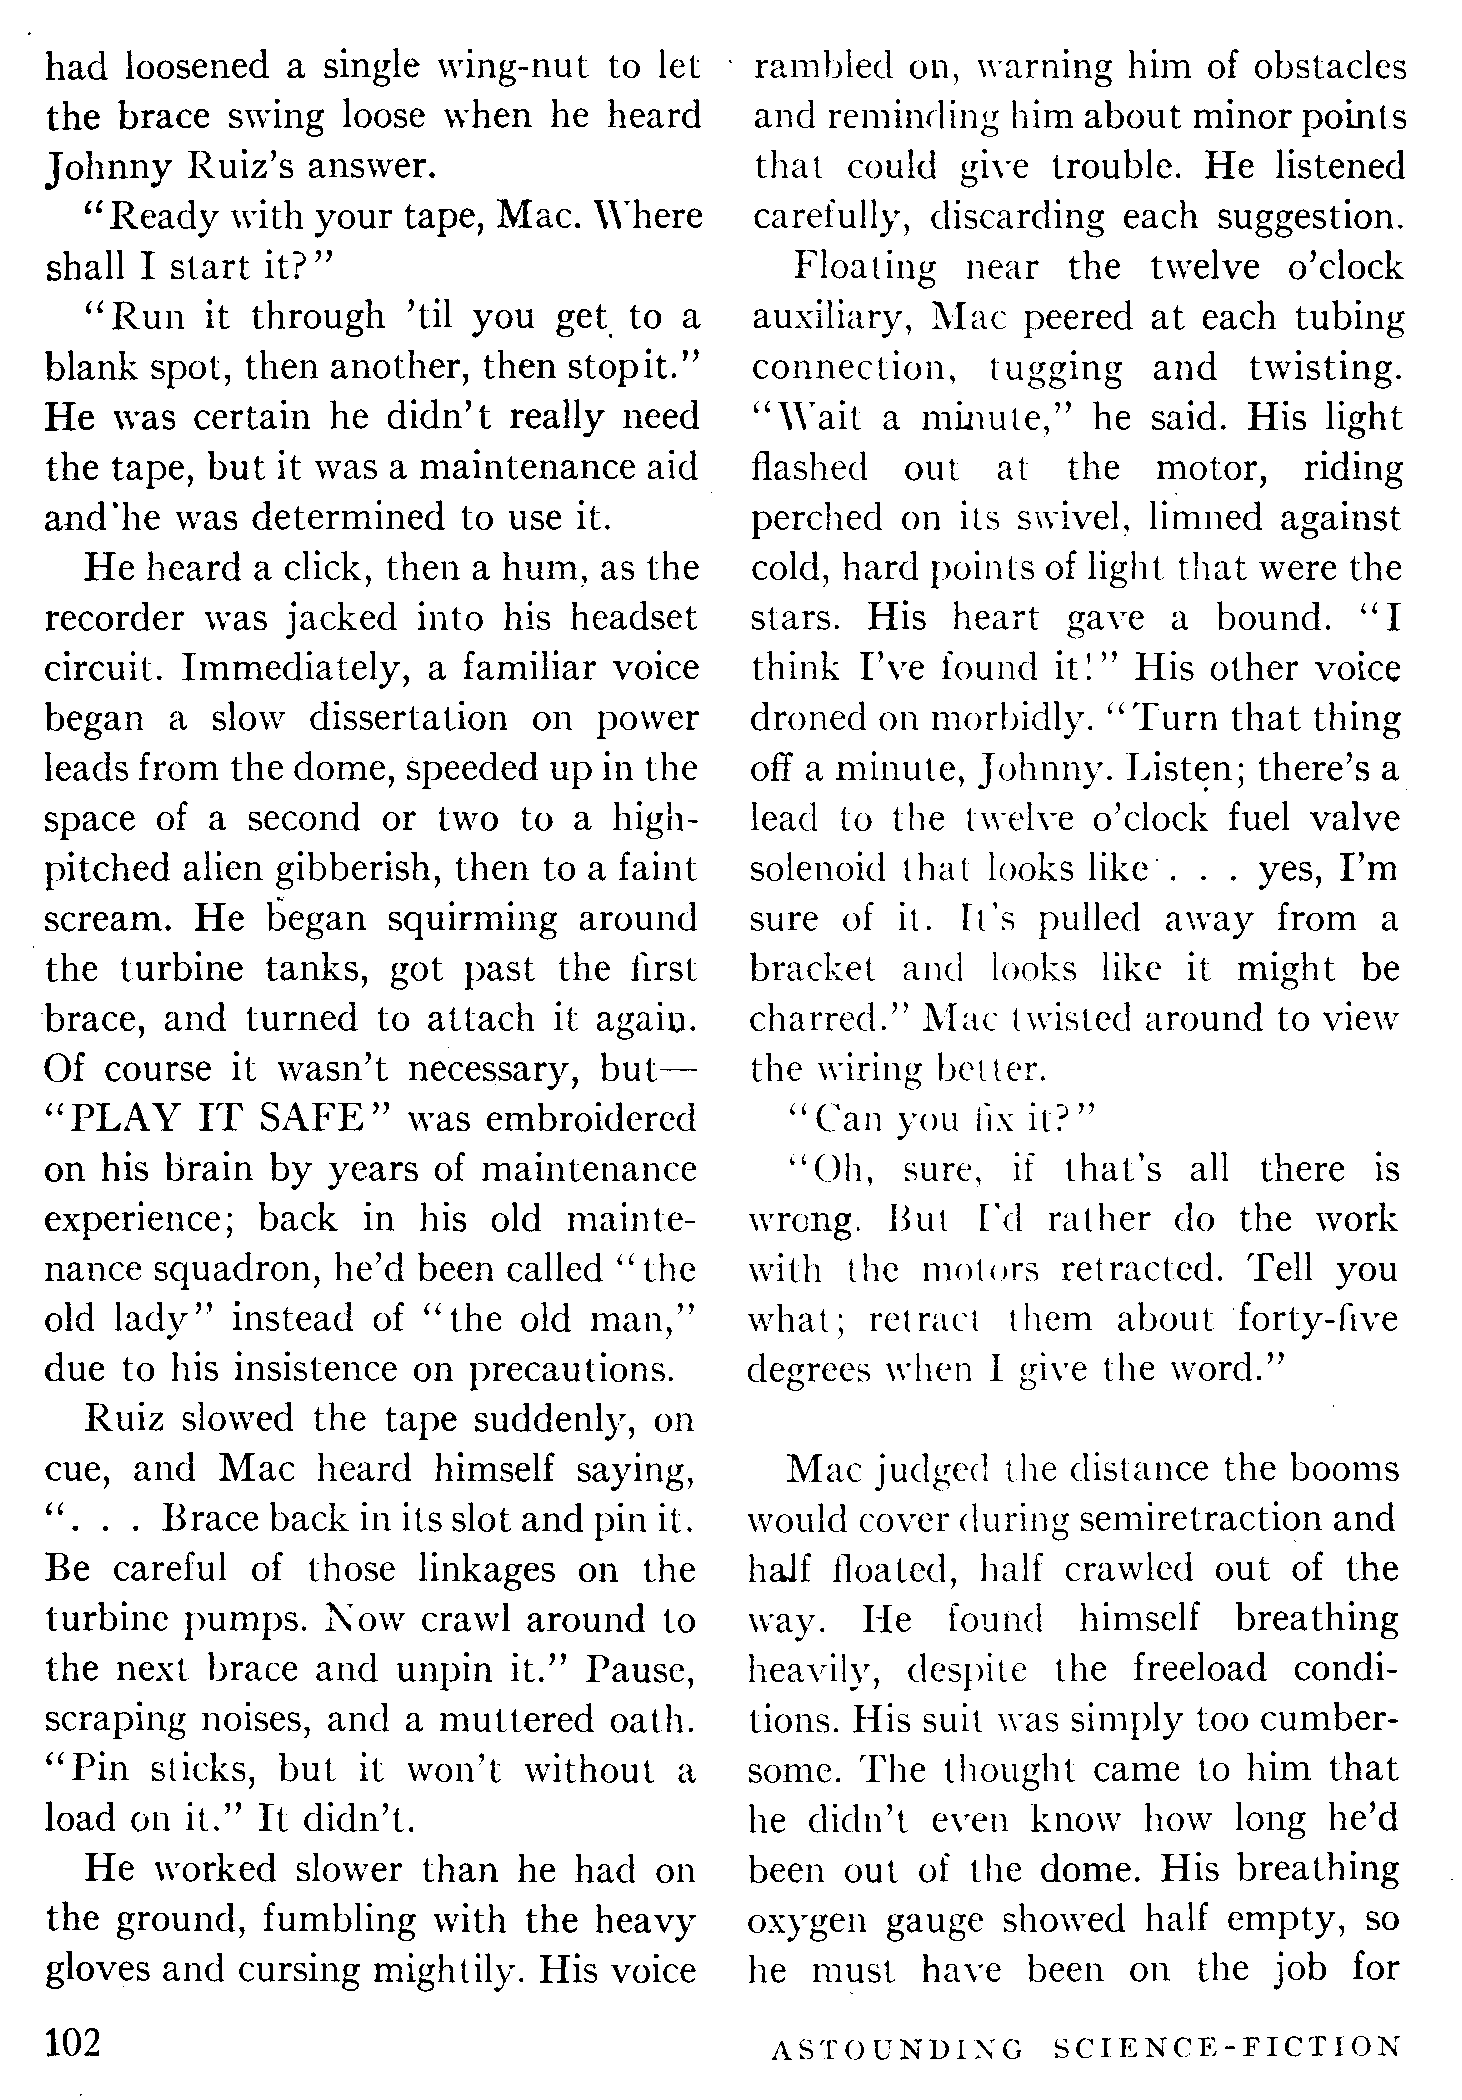 had loosened a single wing-nut to let
the brace swing loose when he heard
Johnny Ruiz's answer.
"Ready with your tape, Mac. Where
shall I start it?"
"Run it through 'til you get to a
blank spot, then another, then stop it."
He was certain he didn't really need
the tape, but it was a maintenance aid
and he was determined to use it.
He heard a click, then a hum, as the
recorder was jacked into his headset
circuit. Immediately, a familiar voice
began a slow dissertation on power
leads from the dome, speeded up in the
space of a second or two to a high-
pitched alien gibberish, then to a faint
scream. He began squirming around
the turbine tanks, got past the first
brace, and turned to attach it again.
Of course it wasn't necessary, but—
"PLAY IT SAFE" was embroidered
on his brain by years of maintenance
experience; back in his old mainte-
nance squadron, he'd been called "the
old lady" instead of "the old man,"
due to his insistence on precautions.
Ruiz slowed the tape suddenly, on
cue, and Mac heard himself saying,
". . . Brace back in its slot and pin it.
Be careful of those linkages on the
turbine pumps. Now crawl around to
the next brace and unpin it." Pause,
scraping noises, and a muttered oath.
"Pin sticks, but it won't without a
load on it." It didn't.
He worked slower than he had on
the ground, fumbling with the heavy
gloves and cursing mightily. His voice
rambled on, warning him of obstacles
and reminding him about minor points
that could give trouble. He listened
carefully, discarding each suggestion.
Floating near the twelve o'clock
auxiliary, Mac peered at each tubing
connection, tugging and twisting.
"Wait a minute," he said. His light
flashed out at the motor, riding
perched on its swivel, limned against
cold, hard points of light that were the
stars. His heart gave a bound. "I
think I've found it!" His other voice
droned on morbidly. "Turn that thing
off a minute, Johnny. Listen; there's a
lead to the twelve o'clock fuel valve
solenoid that looks like . . . yes, I'm
sure of it. It's pulled away from a
bracket and looks like it might be
charred." Mac twisted around to view
the wiring better.
"Can you fix it?"
"Oh, sure, if that's all there is
wrong. But I'd rather do the work
with the motors retracted. Tell you
what; retract them about forty-five
degrees when I give the word."
Mac judged the distance the booms
would cover during semiretraction and
half floated, half crawled out of the
way. He found himself breathing
heavily, despite the freeload condi-
tions. His suit was simply too cumber-
some. The thought came to him that
he didn't even know how long he'd
been out of the dome. His breathing
oxygen gauge showed half empty, so
he must have been on the job for
102
ASTOUNDING SCIENCE-FICTION